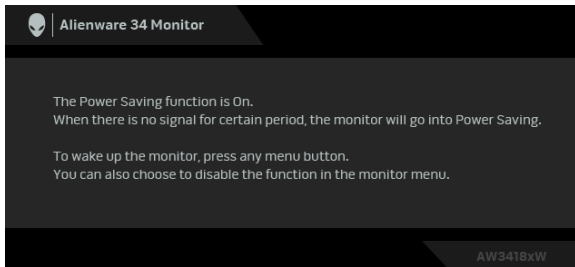 Alienware 34 Monitor
The Power Saving function is On.
When there is no signal for certain period, the monitor will go into Power Saving.
To wake up the monitor, press any menu button.
You can also choose to disable the function in the monitor menu.
AW3418xW